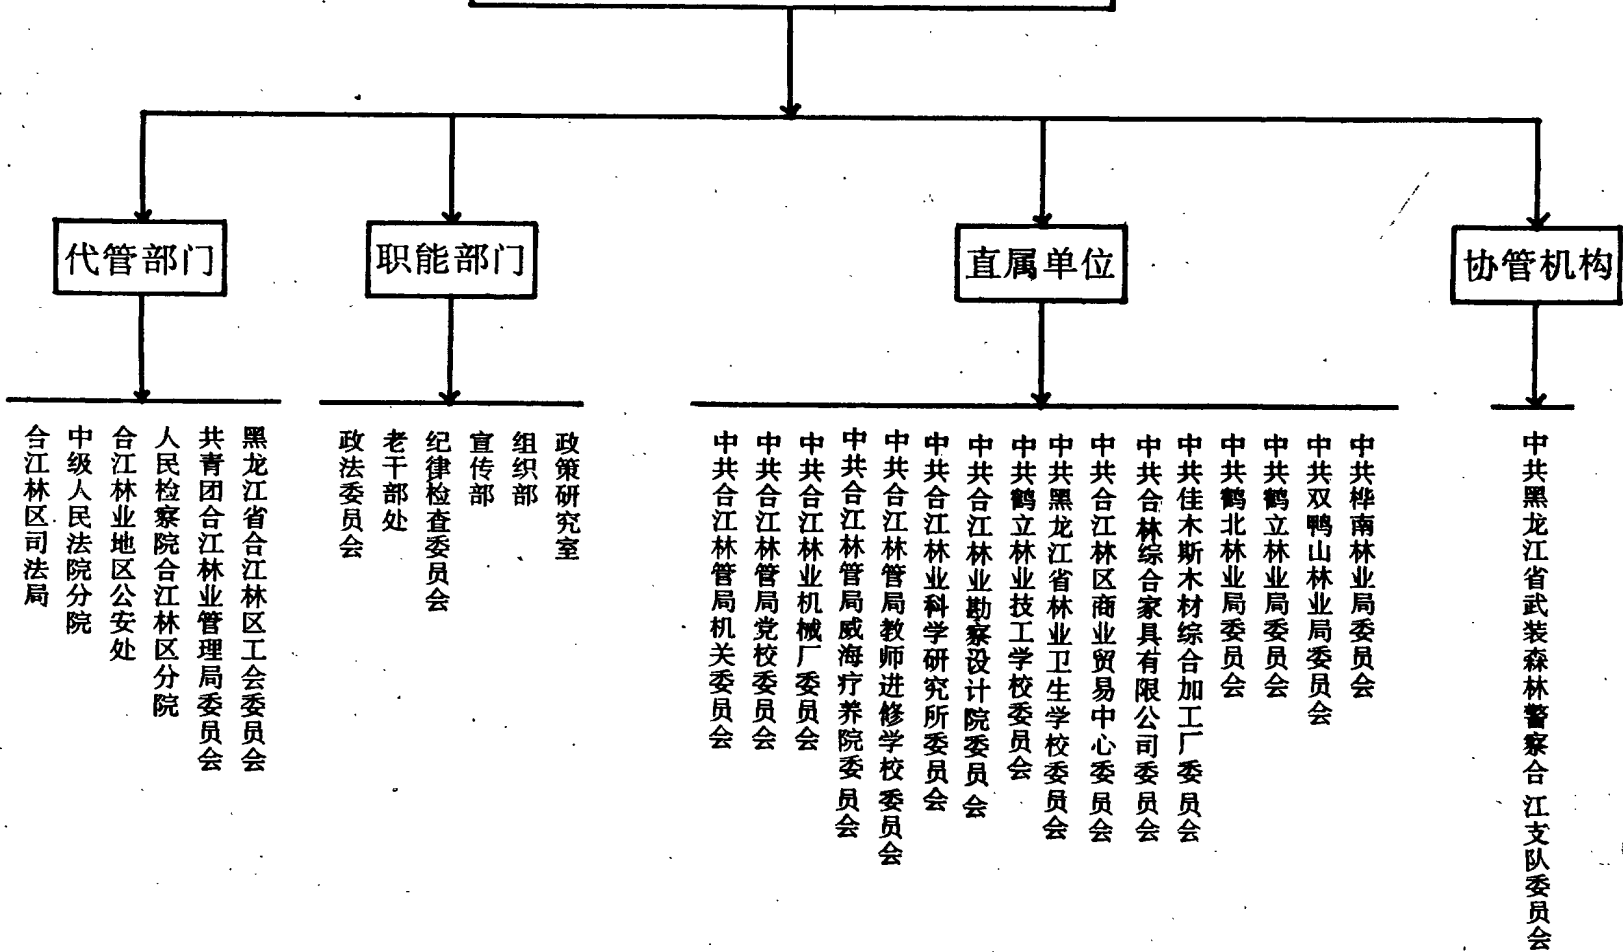 代管部门
职能部门
直属单位
协管机构
黑龙江省合江林区工会委员会
共青团合江林业管理局委员会
人民检察院合江林区分院
合江林业地区公安处
中级人民法院分院
合江林区司法局
政策研究室
组织部
宣传部
纪律检查委员会
老干部处
政法委员会
中共桦南林业局委员会
中共双鸭山林业局委员会
中共鹤立林业局委员会
中共鹤北林业局委员会
中共佳木斯木材综合加工厂委员会
中共合林综合家具有限公司委员会
中共合江林区商业贸易中心委员会
中共黑龙江省林业卫生学校委员会
中共鹤立林业技工学校委员会
中共合江林业勘察设计院委员会
中共合江林业科学研究所委员会
中共合江林管局教师进修学校委员会
中共合江林管局威海疗养院委员会
中共合江林业机械厂委员会
中共合江林管局党校委员会
中共合江林管局机关委员会
中共黑龙江省武装森林警察合江支队委员会